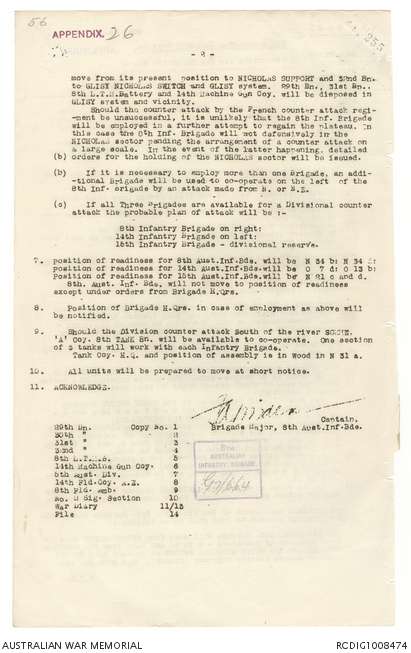 56
APPENDIX. 26
255
- 2 -
move from its present position to NICHOLAS SUPPORT and 32nd Bn.
to GLISY NICHOLAS SWITCH and GLISY system. 29th Bn., 31st Bn.,
8th L.T.M.Battery and 14th Machine Gun Coy. will be disposed in
GLISY system and vicinity.
Should the counter attack by the French counter attack regi-
-ment be unsuccessful, it is unlikely that the 8th Inf. Brigade
will be employed in a further attempt to regain the plateau. In
this case the 8th Inf. Brigade will hot defensively in the
NICHOLAS sector pending the arrangement of a counter attack on
a large scale. In the event of the latter happening, detailed
(b) orders for the holding of the NICHOLAS sector will be issued.
(b) If it is necessary to employ more than one Brigade, an addi-
-tional Brigade will be used to co-operate on the left of the
8th Inf. Brigade by an attack made from N. or N.E.
(c) If all Three Brigades are available for a Divisional counter
attack the probable plan of attack will be :-
8th Infantry Brigade on right;
14th Infantry Brigade on left;
15th Infantry Brigade - divisional reserve.
7. Position of readiness for 8th Aust.Inf.Bde. will be N 34 b: N 34 d:
Position of readiness for 14th Aust.Inf.Bde.will be O 7 d: O 13 b:
Position of readiness for 15th Aust.Inf.Bde.will be N 21 c and d.
8th. Aust. Inf. Bde. will not move to position of readiness
except under orders from Brigade H.Qrs.
8. Position of Brigade H.Qrs. in case of employment as above will
be notified.
9. Should the Division counter attack South of the river SOMME,
'A' Coy. 8th TANK Bn. will be available to co-operate. One section
of 3 tanks will work with each Infantry Brigade.
Tank Coy. H.Q. and position of assembly is in Wood in N 31 a.
10. All units will be prepared to move at short notice.
11. ACKNOWLEDGE.
Captain,
Brigade Major, 8th Aust.Inf.Bde.
29th Bn. Copy No. 1
30th " 2
31st " 3
32nd " 4
8th L.T.M.B. 5
14th Machine Gun Coy. 6
5th Aust. Div. 7
14th Fld.Coy. A.E. 8
8th Fld. Amb. 9
No. 3 Sig. Section 10
War Diary 11/13
File 14
8TH
AUSTRALIAN
INFANTRY BRIGADE
AUSTRALIAN WAR MEMORIAL
RCDIG1008474